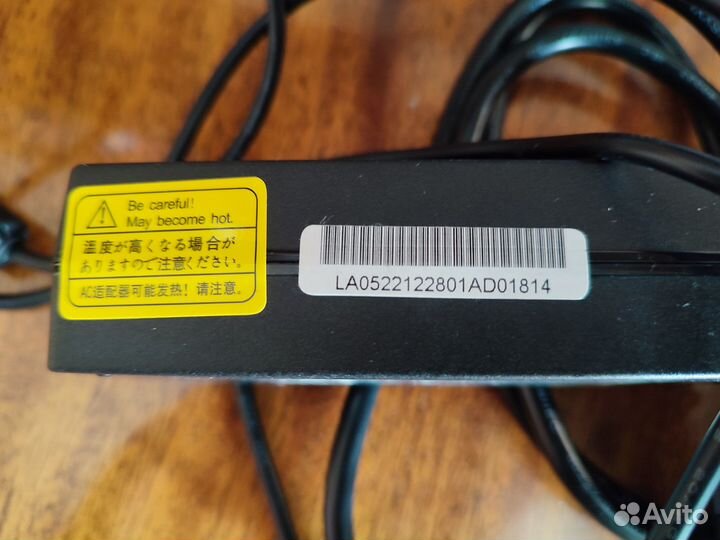 Be careful!
May become hot.
温度が高くなる場合が
ありますので注意ください。
AC适配器可能发热！请注意。
LA0522122801AD01814
Avito